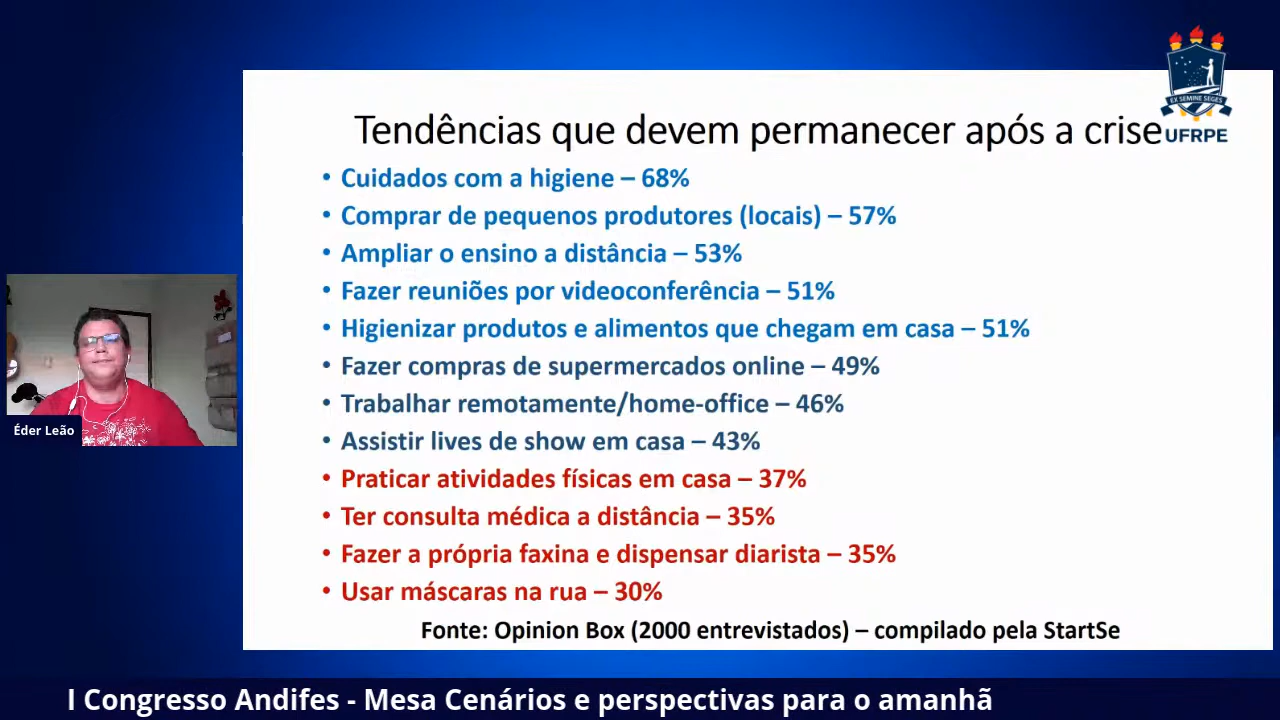 Tendências que devem permanecer após a crise
• Cuidados com a higiene – 68%
• Comprar de pequenos produtores (locais) – 57%
• Ampliar o ensino a distância – 53%
• Fazer reuniões por videoconferência – 51%
• Higienizar produtos e alimentos que chegam em casa – 51%
• Fazer compras de supermercados online – 49%
• Trabalhar remotamente/home-office – 46%
• Assistir lives de show em casa – 43%
• Praticar atividades físicas em casa – 37%
• Ter consulta médica a distância – 35%
• Fazer a própria faxina e dispensar diarista – 35%
• Usar máscaras na rua – 30%
Fonte: Opinion Box (2000 entrevistados) – compilado pela StartSe
EX SEMINE SEGES
UFRPE
Éder Leão
I Congresso Andifes - Mesa Cenários e perspectivas para o amanhã